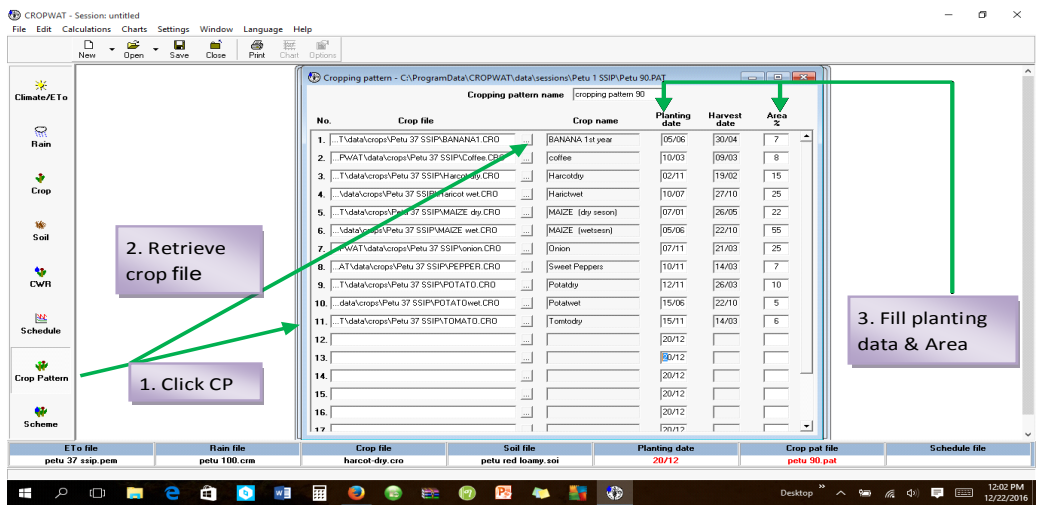 CROPWAT - Session: untitled
File Edit Calculations Charts Settings Window Language Help
New Open Save Close Print Chart Options
Climate/ETo
Rain
Crop
Soil
CWR
Schedule
Crop Pattern
Scheme
Cropping pattern - C:\ProgramData\CROPWAT\data\sessions\Petu 1 SSIP\Petu 90.PAT
Cropping pattern name cropping pattern 90
No. Crop file Crop name Planting date Harvest date Area %
1. ...T\data\crops\Petu 37 SSIP\BANANA1.CRO ... BANANA 1st year 05/06 30/04 7
2. ...PWAT\data\crops\Petu 37 SSIP\Coffee.CRO ... coffee 10/03 09/03 8
3. ...T\data\crops\Petu 37 SSIP\Harcot-dry.CRO ... Harcotdry 02/11 19/02 15
4. ...\data\crops\Petu 37 SSIP\Haricot wet.CRO ... Harictwet 10/07 27/10 25
5. ...T\data\crops\Petu 37 SSIP\MAIZE dry.CRO ... MAIZE (dry seson) 07/01 26/05 22
6. ...\data\crops\Petu 37 SSIP\MAIZE wet.CRO ... MAIZE (wetsesn) 05/06 22/10 55
7. ...PWAT\data\crops\Petu 37 SSIP\onion.CRO ... Onion 07/11 21/03 25
8. ...AT\data\crops\Petu 37 SSIP\PEPPER.CRO ... Sweet Peppers 10/11 14/03 7
9. ...T\data\crops\Petu 37 SSIP\POTATO.CRO ... Potatdry 12/11 26/03 10
10. ...data\crops\Petu 37 SSIP\POTATOwet.CRO ... Potatwet 15/06 22/10 5
11. ...T\data\crops\Petu 37 SSIP\TOMATO.CRO ... Tomtodry 15/11 14/03 6
12. ... 20/12
13. ... 20/12
14. ... 20/12
15. ... 20/12
16. ... 20/12
17 ... 20/12
2. Retrieve
crop file
1. Click CP
3. Fill planting
data & Area
ETo file Rain file Crop file Soil file Planting date Crop pat file Schedule file
petu 37 ssip.pem petu 100.crm harcot-dry.cro petu red loamy.soi 20/12 petu 90.pat
Desktop
12:02 PM
12/22/2016